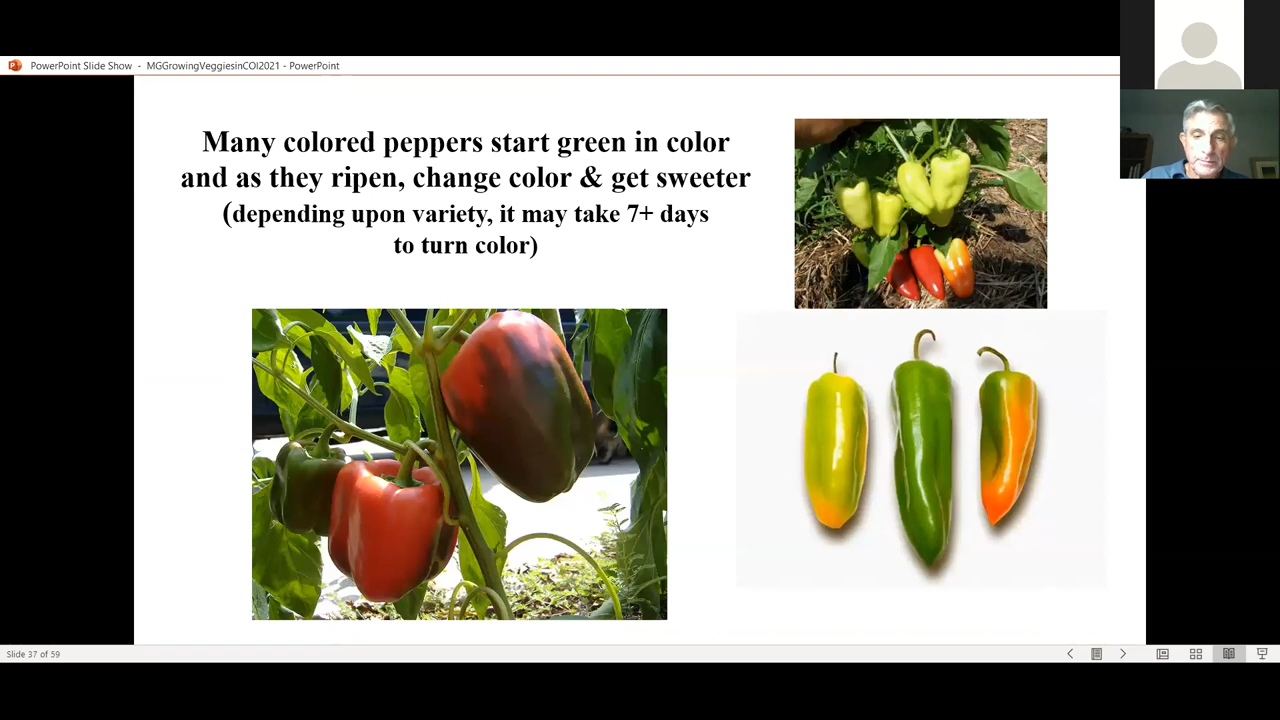 PowerPoint Slide Show - MGGrowingVeggiesinCOl2021 - PowerPoint
Many colored peppers start green in color
and as they ripen, change color & get sweeter
(depending upon variety, it may take 7+ days
to turn color)
Slide 37 of 59